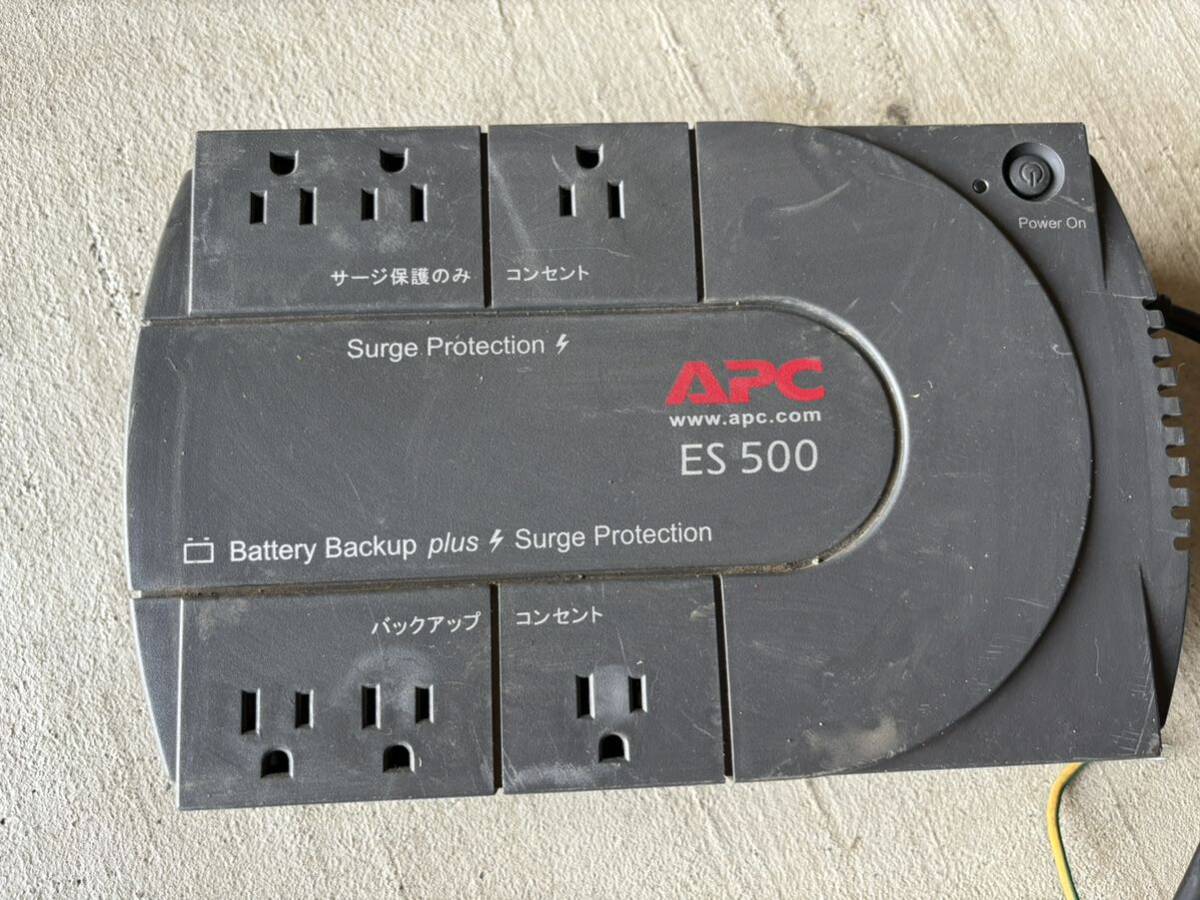 Power On
サージ保護のみ コンセント
Surge Protection
APC
www.apc.com
ES 500
Battery Backup plus Surge Protection
バックアップ コンセント